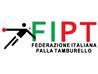 FIPT
FEDERAZIONE ITALIANA
PALLA TAMBURELLO